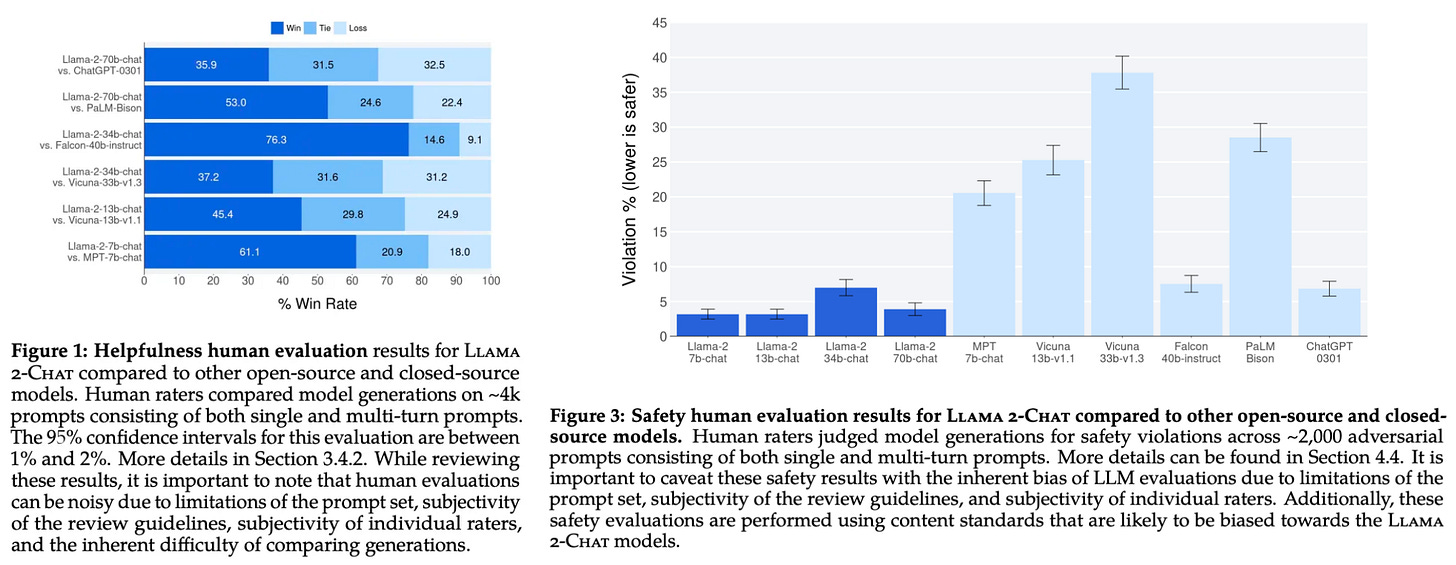 Win Tie Loss
Llama-2-70b-chat
vs. ChatGPT-0301
35.9 31.5 32.5
Llama-2-70b-chat
vs. PaLM-Bison
53.0 24.6 22.4
Llama-2-34b-chat
vs. Falcon-40b-instruct
76.3 14.6 9.1
Llama-2-34b-chat
vs. Vicuna-33b-v1.3
37.2 31.6 31.2
Llama-2-13b-chat
vs. Vicuna-13b-v1.1
45.4 29.8 24.9
Llama-2-7b-chat
vs. MPT-7b-chat
61.1 20.9 18.0
0 10 20 30 40 50 60 70 80 90 100
% Win Rate
Figure 1: Helpfulness human evaluation results for LLAMA
2-CHAT compared to other open-source and closed-source
models. Human raters compared model generations on ~4k
prompts consisting of both single and multi-turn prompts.
The 95% confidence intervals for this evaluation are between
1% and 2%. More details in Section 3.4.2. While reviewing
these results, it is important to note that human evaluations
can be noisy due to limitations of the prompt set, subjectivity
of the review guidelines, subjectivity of individual raters,
and the inherent difficulty of comparing generations.
Violation % (lower is safer)
45
40
35
30
25
20
15
10
5
0
Llama-2 Llama-2 Llama-2 Llama-2 MPT Vicuna Vicuna Falcon PaLM ChatGPT
7b-chat 13b-chat 34b-chat 70b-chat 7b-chat 13b-v1.1 33b-v1.3 40b-instruct Bison 0301
Figure 3: Safety human evaluation results for LLAMA 2-CHAT compared to other open-source and closed-
source models. Human raters judged model generations for safety violations across ~2,000 adversarial
prompts consisting of both single and multi-turn prompts. More details can be found in Section 4.4. It is
important to caveat these safety results with the inherent bias of LLM evaluations due to limitations of the
prompt set, subjectivity of the review guidelines, and subjectivity of individual raters. Additionally, these
safety evaluations are performed using content standards that are likely to be biased towards the LLAMA
2-CHAT models.